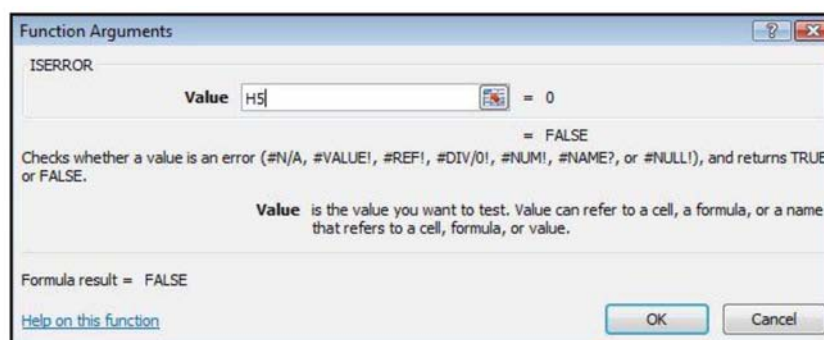 Function Arguments
ISERROR
Value H5 = 0
= FALSE
Checks whether a value is an error (#N/A, #VALUE!, #REF!, #DIV/0!, #NUM!, #NAME?, or #NULL!), and returns TRUE
or FALSE.
Value is the value you want to test. Value can refer to a cell, a formula, or a name
that refers to a cell, formula, or value.
Formula result = FALSE
Help on this function
OK Cancel